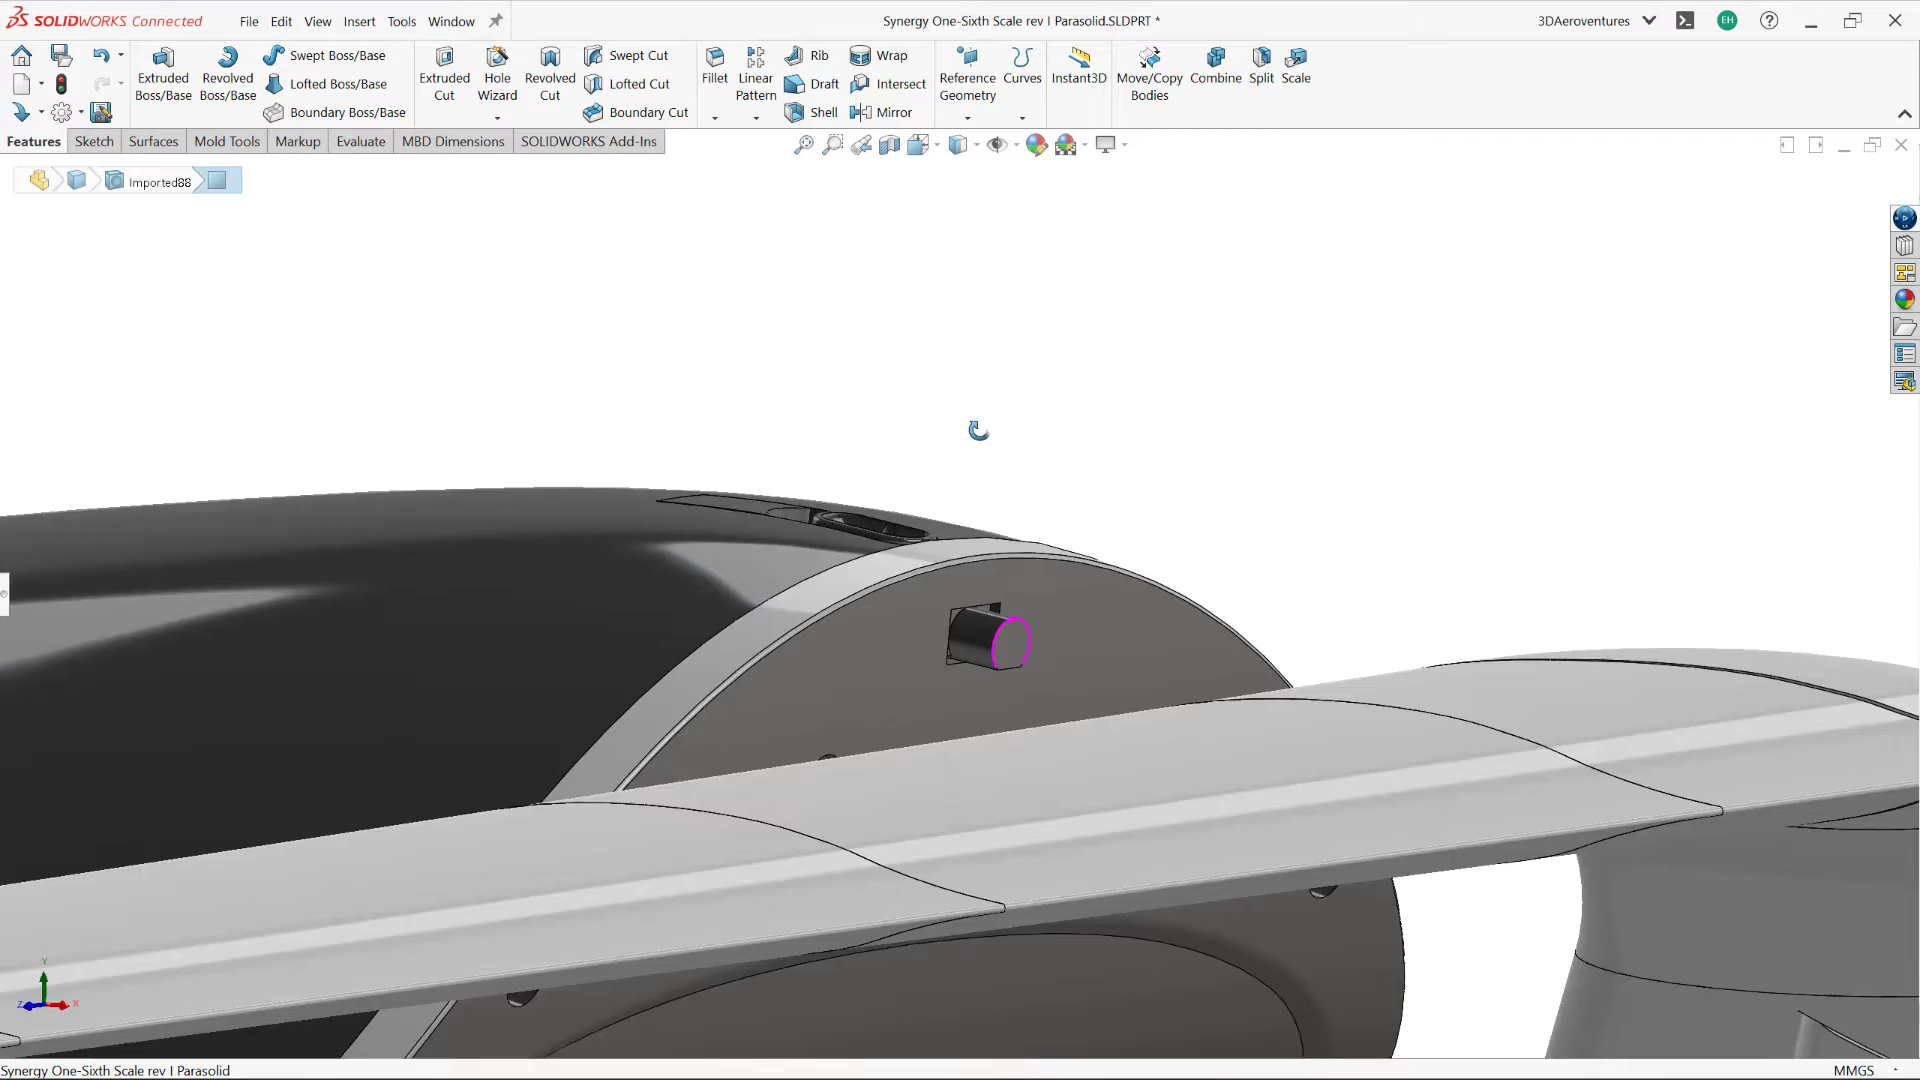 SOLIDWORKS Connected File Edit View Insert Tools Window Synergy One-Sixth Scale rev I Parasolid.SLDPRT * 3DAeroventures EH ?
Extruded Boss/Base Revolved Boss/Base Swept Boss/Base Lofted Boss/Base Boundary Boss/Base Extruded Cut Hole Wizard Revolved Cut Swept Cut Lofted Cut Boundary Cut Fillet Linear Pattern Rib Draft Shell Wrap Intersect Mirror Reference Geometry Curves Instant3D Move/Copy Bodies Combine Split Scale
Features Sketch Surfaces Mold Tools Markup Evaluate MBD Dimensions SOLIDWORKS Add-Ins
Imported88
Y
Z X
Synergy One-Sixth Scale rev I Parasolid MMGS